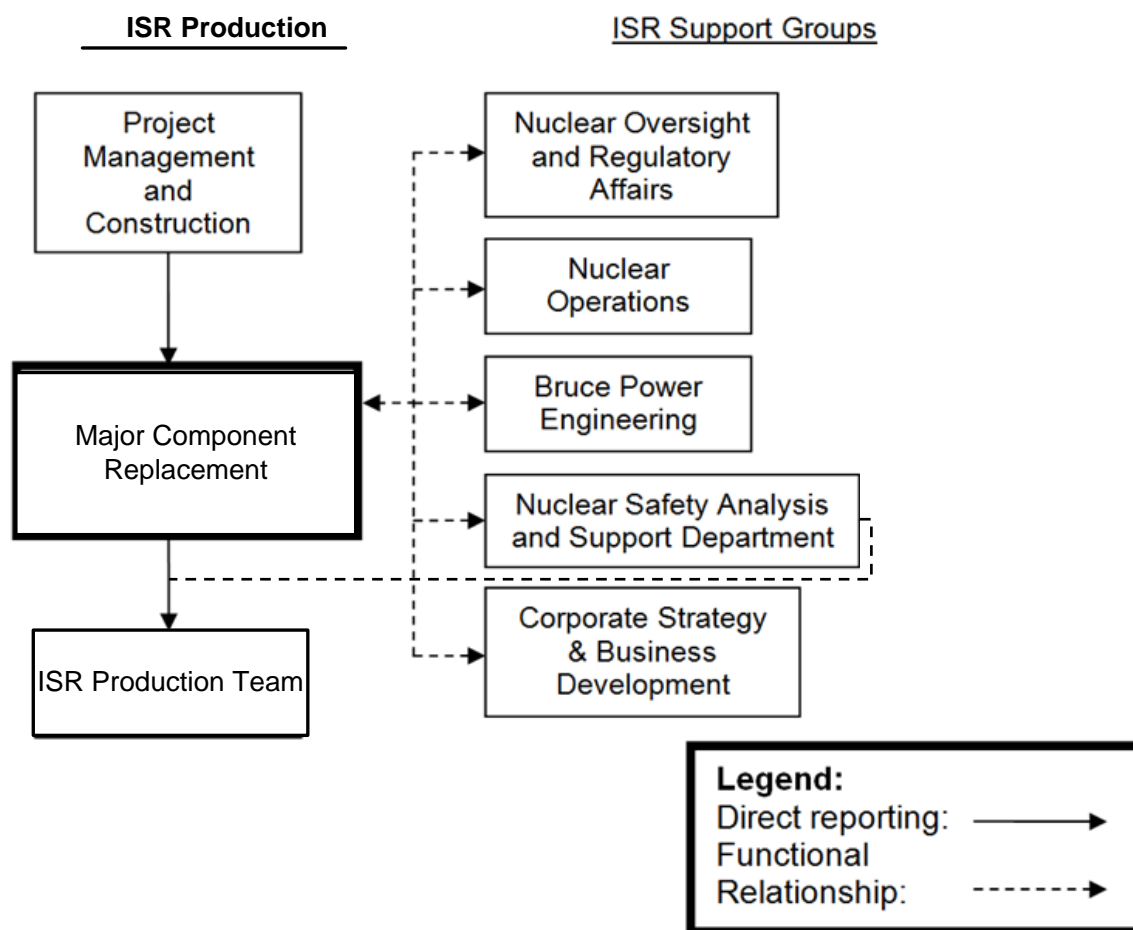 ISR Production
ISR Support Groups
Project
Management
and
Construction
Major Component
Replacement
ISR Production Team
Nuclear Oversight
and Regulatory
Affairs
Nuclear
Operations
Bruce Power
Engineering
Nuclear Safety Analysis
and Support Department
Corporate Strategy
& Business
Development
Legend:
Direct reporting:
Functional
Relationship: